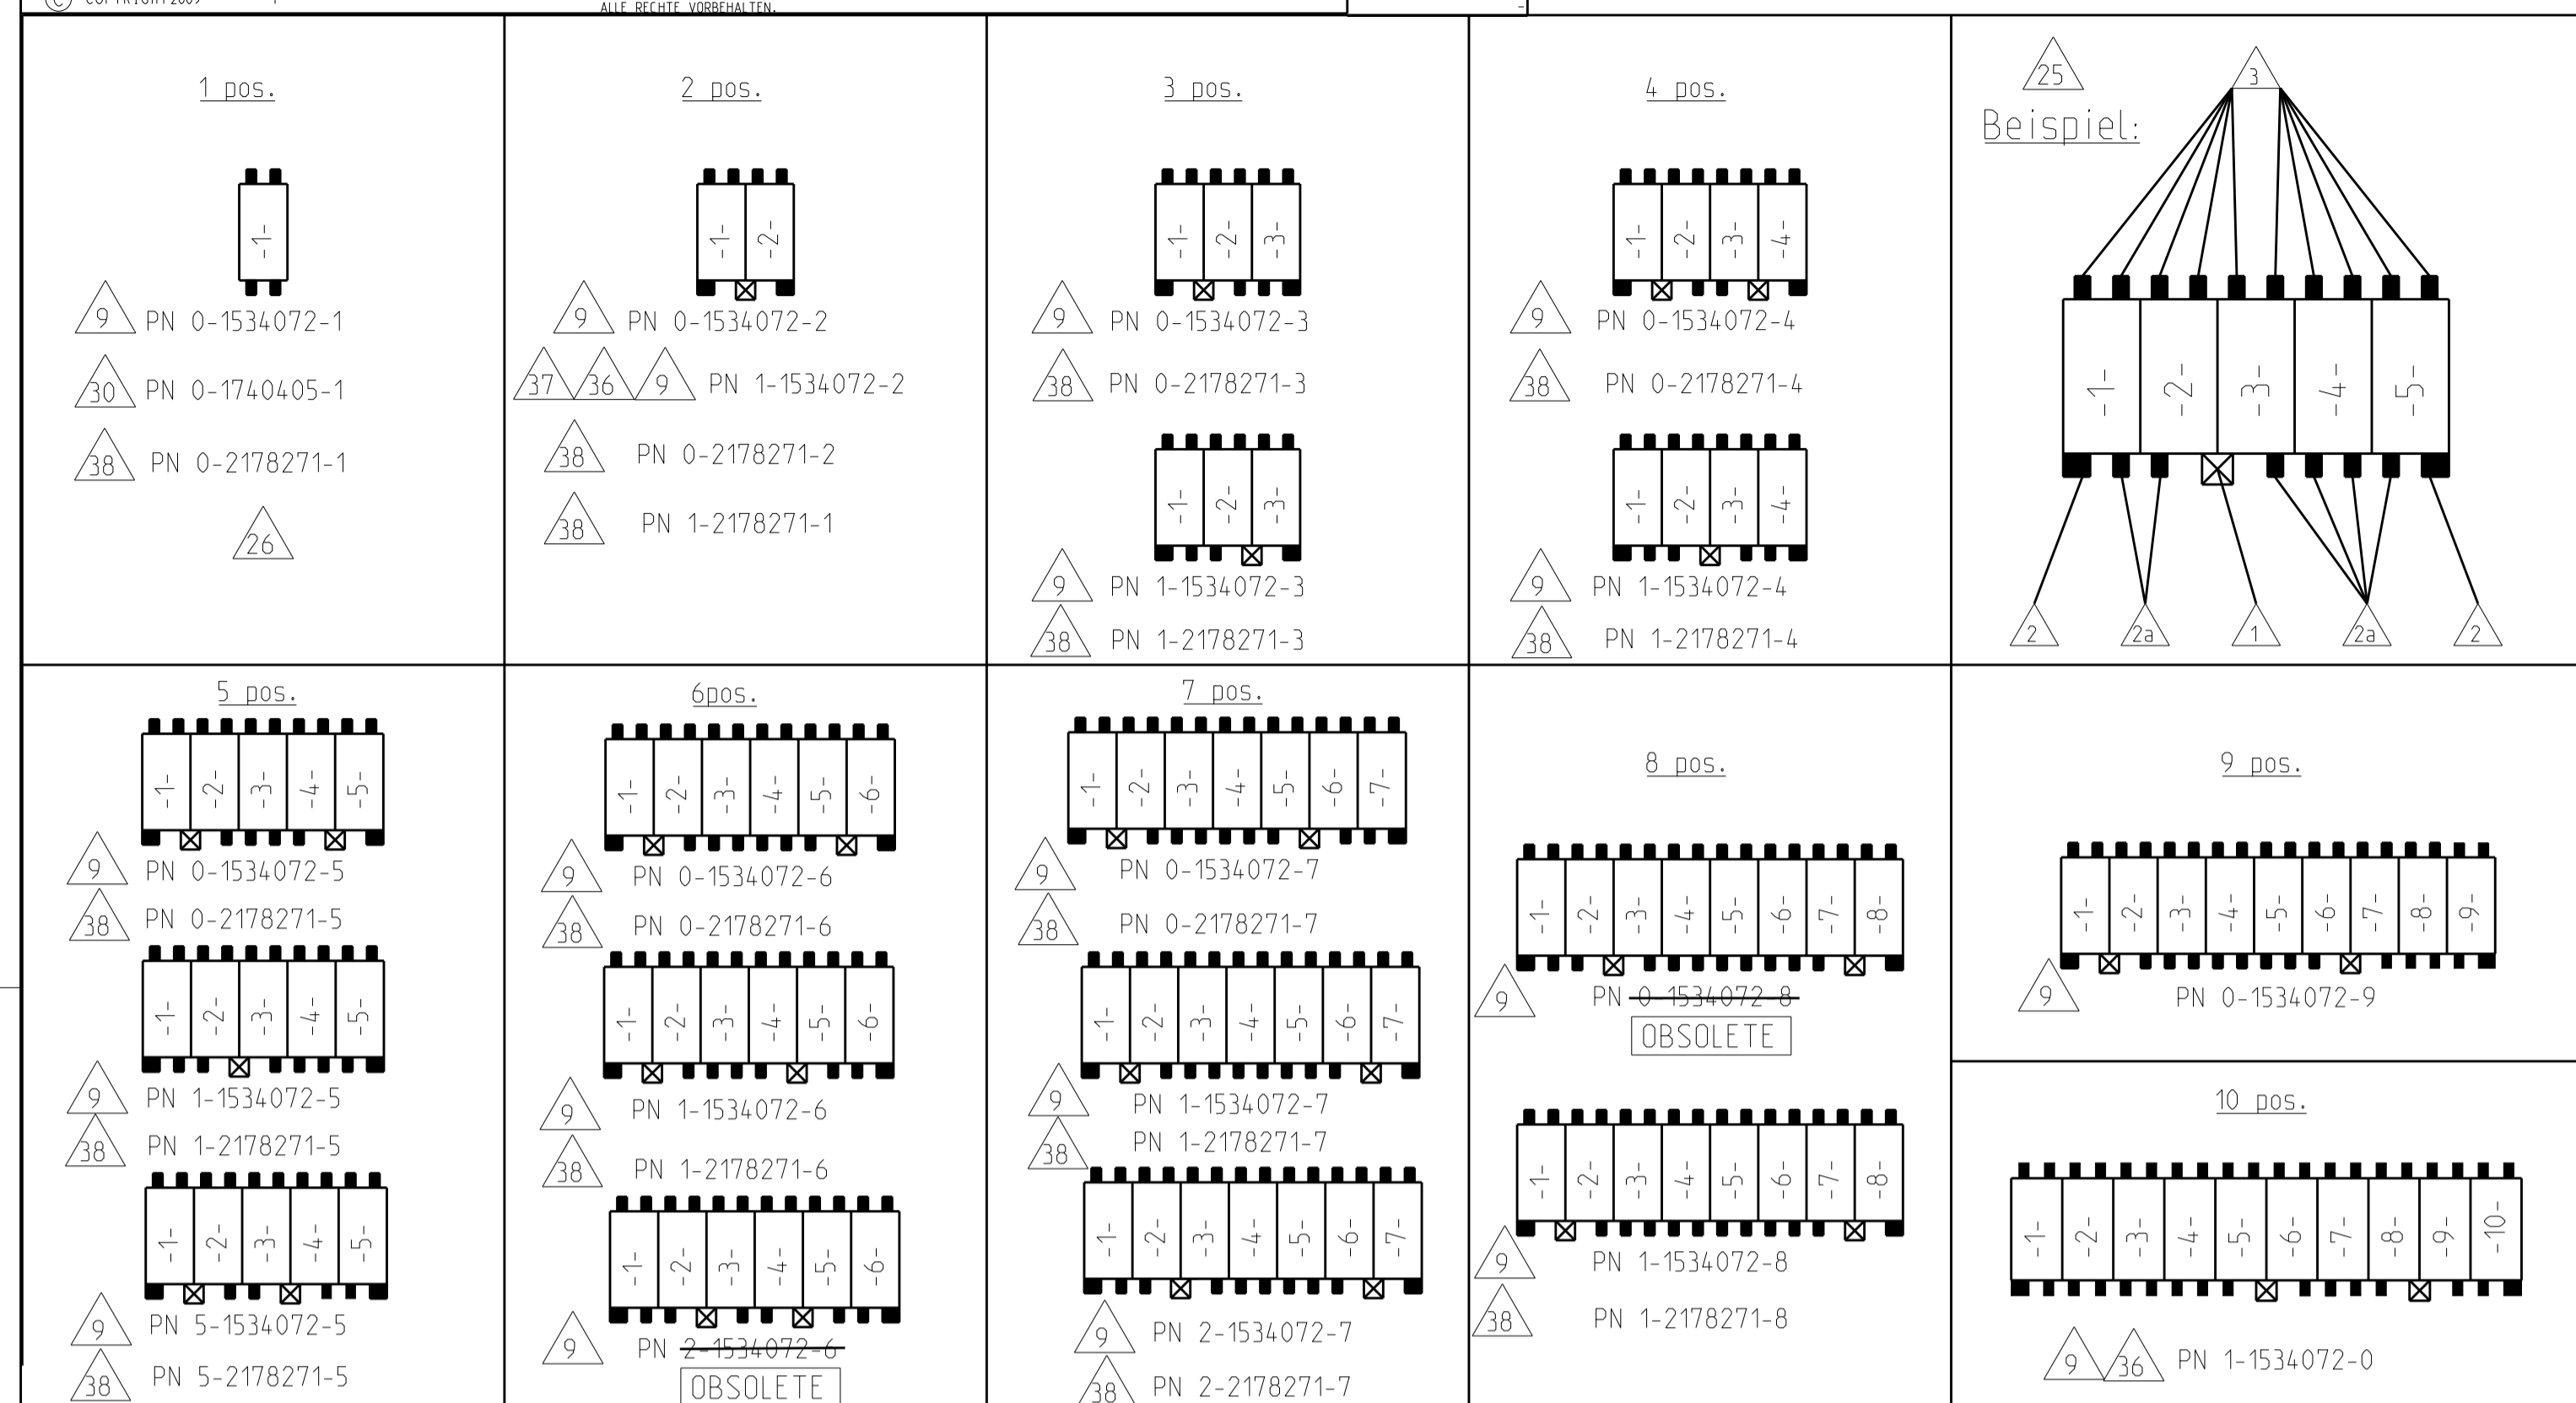 C COPYRIGHT2009
ALLE RECHTE VORBEHALTEN.
-
1 pos.
-1-
9 PN 0-1534072-1
30 PN 0-1740405-1
38 PN 0-2178271-1
26
2 pos.
-1- -2-
9 PN 0-1534072-2
37 36 9 PN 1-1534072-2
38 PN 0-2178271-2
38 PN 1-2178271-1
3 pos.
-1- -2- -3-
9 PN 0-1534072-3
38 PN 0-2178271-3
-1- -2- -3-
9 PN 1-1534072-3
38 PN 1-2178271-3
4 pos.
-1- -2- -3- -4-
9 PN 0-1534072-4
38 PN 0-2178271-4
-1- -2- -3- -4-
9 PN 1-1534072-4
38 PN 1-2178271-4
25 3
Beispiel:
-1- -2- -3- -4- -5-
2 2a 1 2a 2
5 pos.
-1- -2- -3- -4- -5-
9 PN 0-1534072-5
38 PN 0-2178271-5
-1- -2- -3- -4- -5-
9 PN 1-1534072-5
38 PN 1-2178271-5
-1- -2- -3- -4- -5-
9 PN 5-1534072-5
38 PN 5-2178271-5
6pos.
-1- -2- -3- -4- -5- -6-
9 PN 0-1534072-6
38 PN 0-2178271-6
-1- -2- -3- -4- -5- -6-
9 PN 1-1534072-6
38 PN 1-2178271-6
-1- -2- -3- -4- -5- -6-
9 PN 2-1534072-6
OBSOLETE
7 pos.
-1- -2- -3- -4- -5- -6- -7-
9 PN 0-1534072-7
38 PN 0-2178271-7
-1- -2- -3- -4- -5- -6- -7-
9 PN 1-1534072-7
38 PN 1-2178271-7
-1- -2- -3- -4- -5- -6- -7-
9 PN 2-1534072-7
38 PN 2-2178271-7
8 pos.
-1- -2- -3- -4- -5- -6- -7- -8-
9 PN 0-1534072-8
OBSOLETE
-1- -2- -3- -4- -5- -6- -7- -8-
9 PN 1-1534072-8
38 PN 1-2178271-8
9 pos.
-1- -2- -3- -4- -5- -6- -7- -8- -9-
9 PN 0-1534072-9
10 pos.
-1- -2- -3- -4- -5- -6- -7- -8- -9- -10-
9 36 PN 1-1534072-0